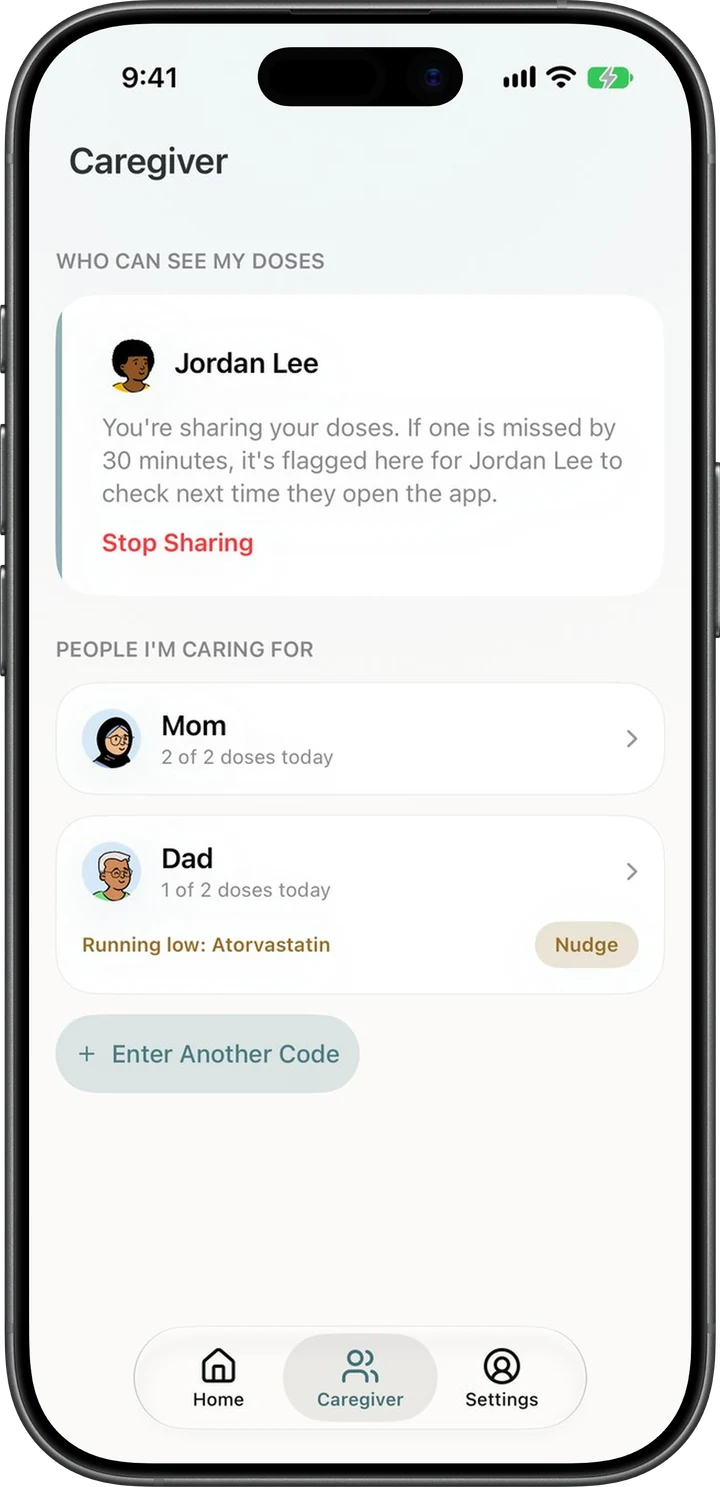 9:41
Caregiver
WHO CAN SEE MY DOSES
Jordan Lee
You're sharing your doses. If one is missed by
30 minutes, it's flagged here for Jordan Lee to
check next time they open the app.
Stop Sharing
PEOPLE I'M CARING FOR
Mom
2 of 2 doses today
Dad
1 of 2 doses today
Running low: Atorvastatin
Nudge
+ Enter Another Code
Home
Caregiver
Settings